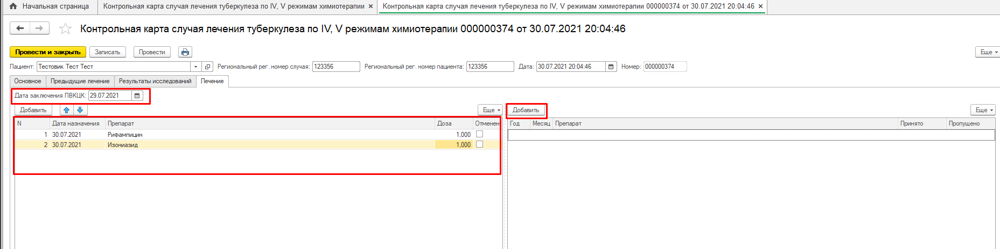 Начальная страница Контрольная карта случая лечения туберкулеза по IV, V режимам химиотерапии × Контрольная карта случая лечения туберкулеза по IV, V режимам химиотерапии 000000374 от 30.07.2021 20:04:46 ×
Контрольная карта случая лечения туберкулеза по IV, V режимам химиотерапии 000000374 от 30.07.2021 20:04:46
Провести и закрыть Записать Провести Еще
Пациент: Тестовик Тест Тест Региональный рег. номер случая: 123356 Региональный рег. номер пациента: 123356 Дата: 30.07.2021 20:04:46 Номер: 000000374
Основное Предыдущие лечение Результаты исследований Лечение
Дата заключения ПВКЦК: 29.07.2021
Добавить Еще Добавить Еще
N Дата назначения Препарат Доза Отменен Год Месяц Препарат Принято Пропущено
1 30.07.2021 Рифампицин 1,000
2 30.07.2021 Изониазид 1,000